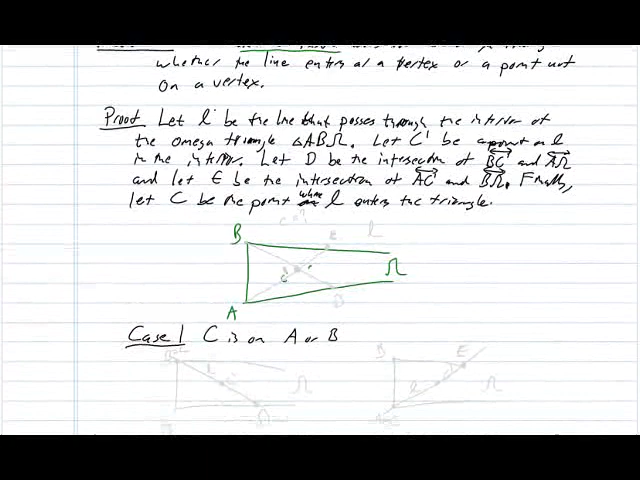 whether the line enters at a vertex or a point not
on a vertex.
Proof Let l be the line that passes through the interior of
the omega triangle △ABΩ. Let C' be a point on l
in the interior. Let D be the intersection of BC' and AΩ
and let E be the intersection of AC' and BΩ. Finally,
let C be the point where l enters the triangle.
C=?
B E l
C' Ω
A D
Case 1 C is on A or B
B E
l C' Ω l Ω
D A=C